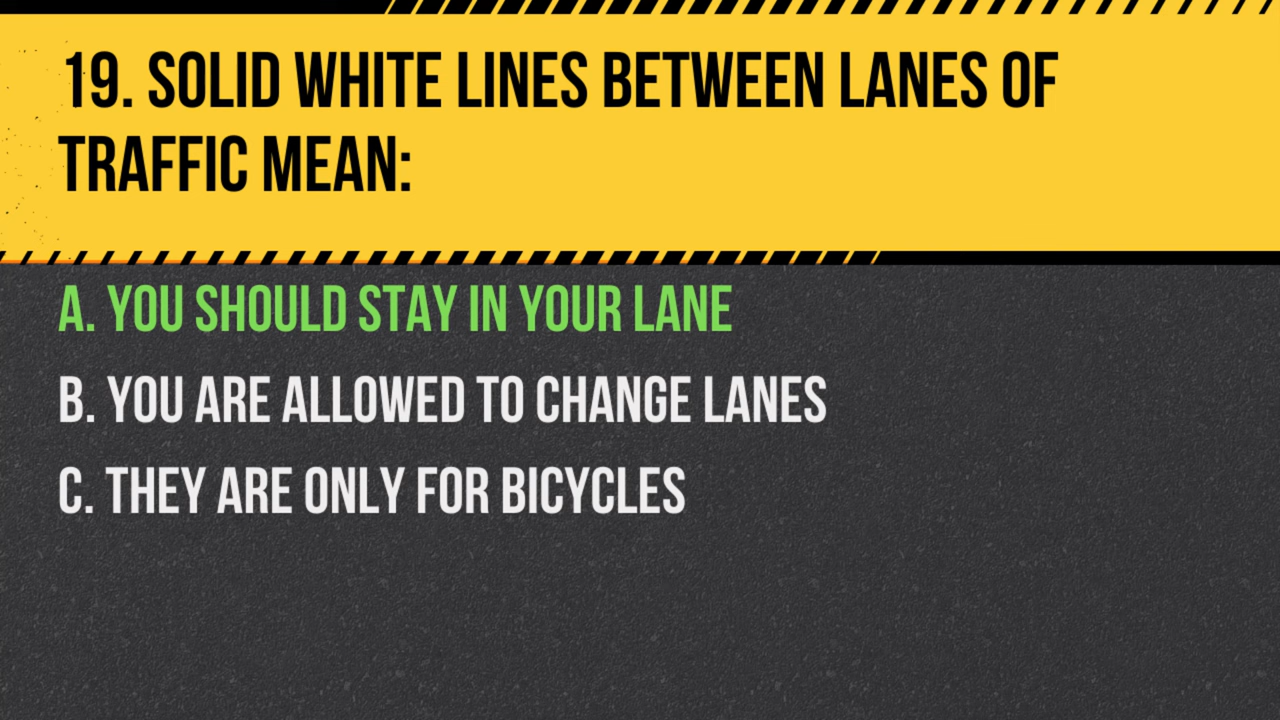 19. SOLID WHITE LINES BETWEEN LANES OF
TRAFFIC MEAN:
A. YOU SHOULD STAY IN YOUR LANE
B. YOU ARE ALLOWED TO CHANGE LANES
C. THEY ARE ONLY FOR BICYCLES